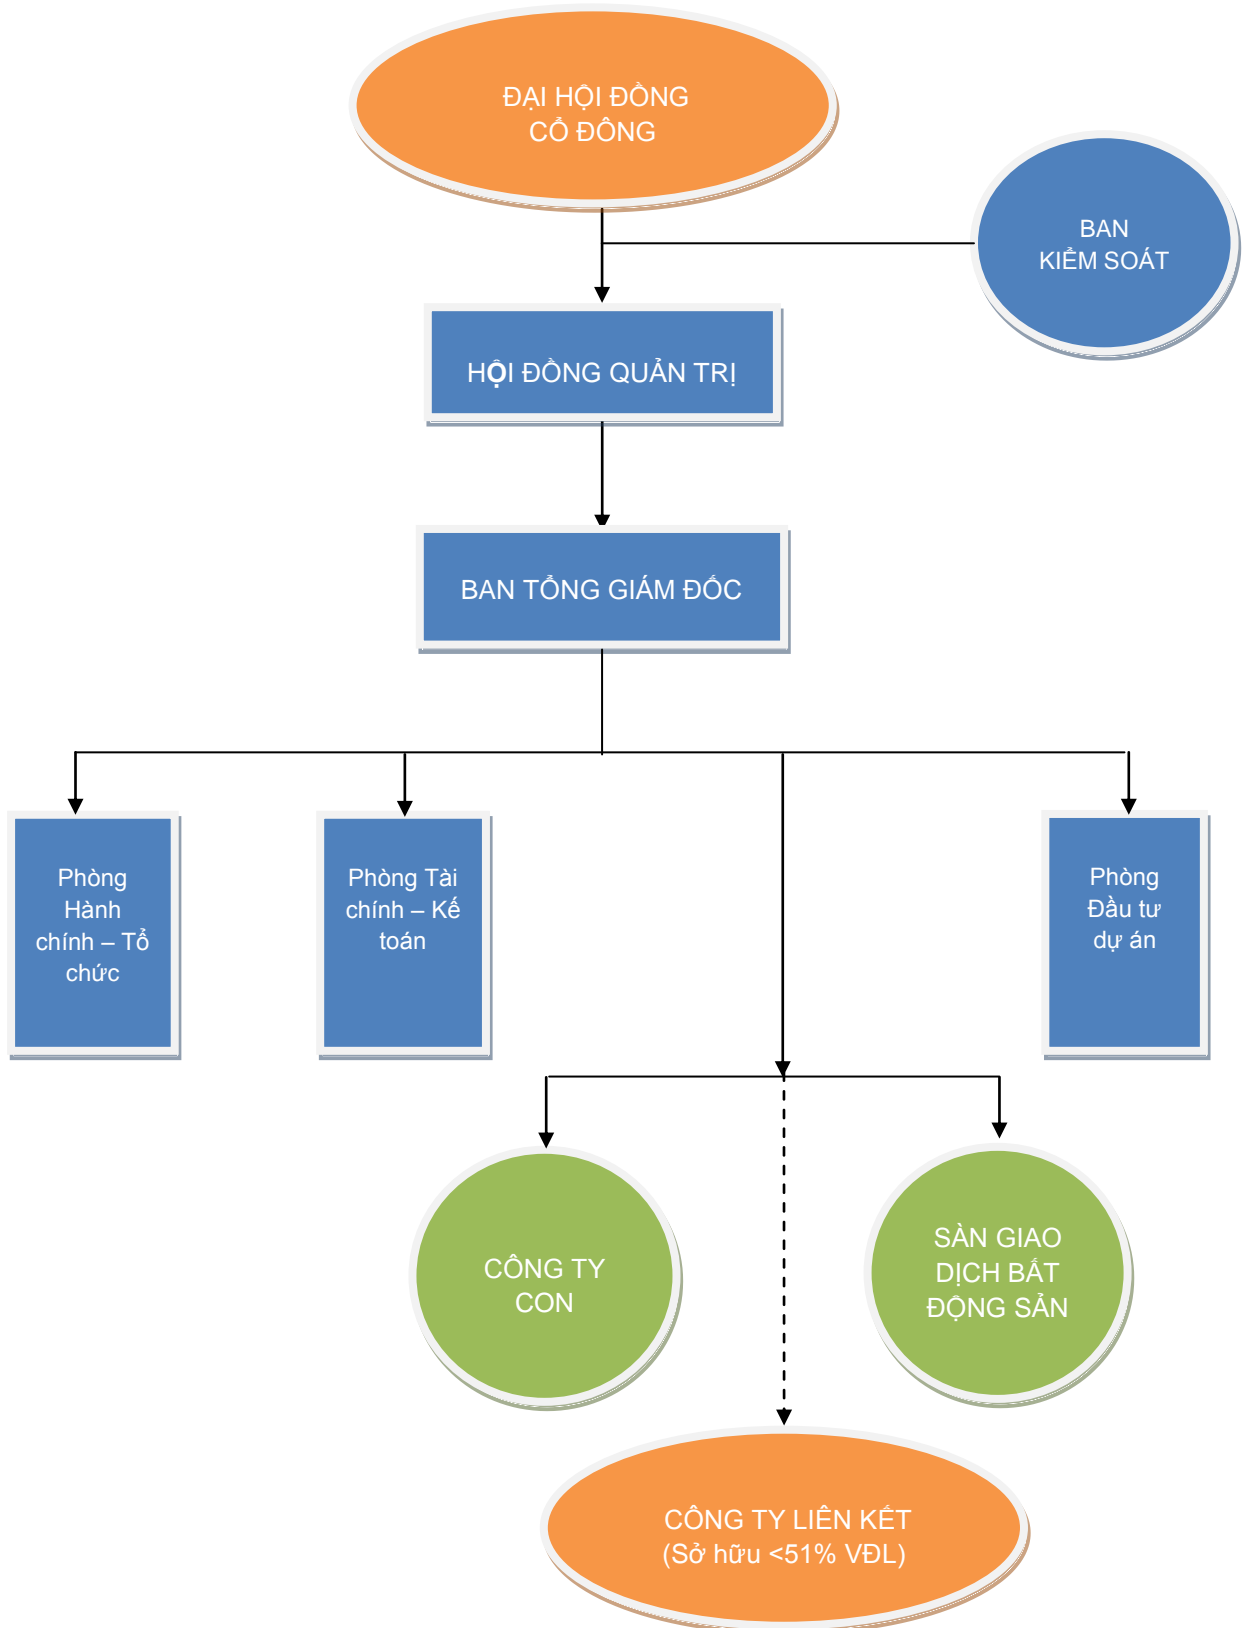 ĐẠI HỘI ĐỒNG
CỔ ĐÔNG
BAN
KIỂM SOÁT
HỘI ĐỒNG QUẢN TRỊ
BAN TỔNG GIÁM ĐỐC
Phòng
Hành
chính – Tổ
chức
Phòng Tài
chính – Kế
toán
Phòng
Đầu tư
dự án
CÔNG TY
CON
SÀN GIAO
DỊCH BẤT
ĐỘNG SẢN
CÔNG TY LIÊN KẾT
(Sở hữu <51% VĐL)